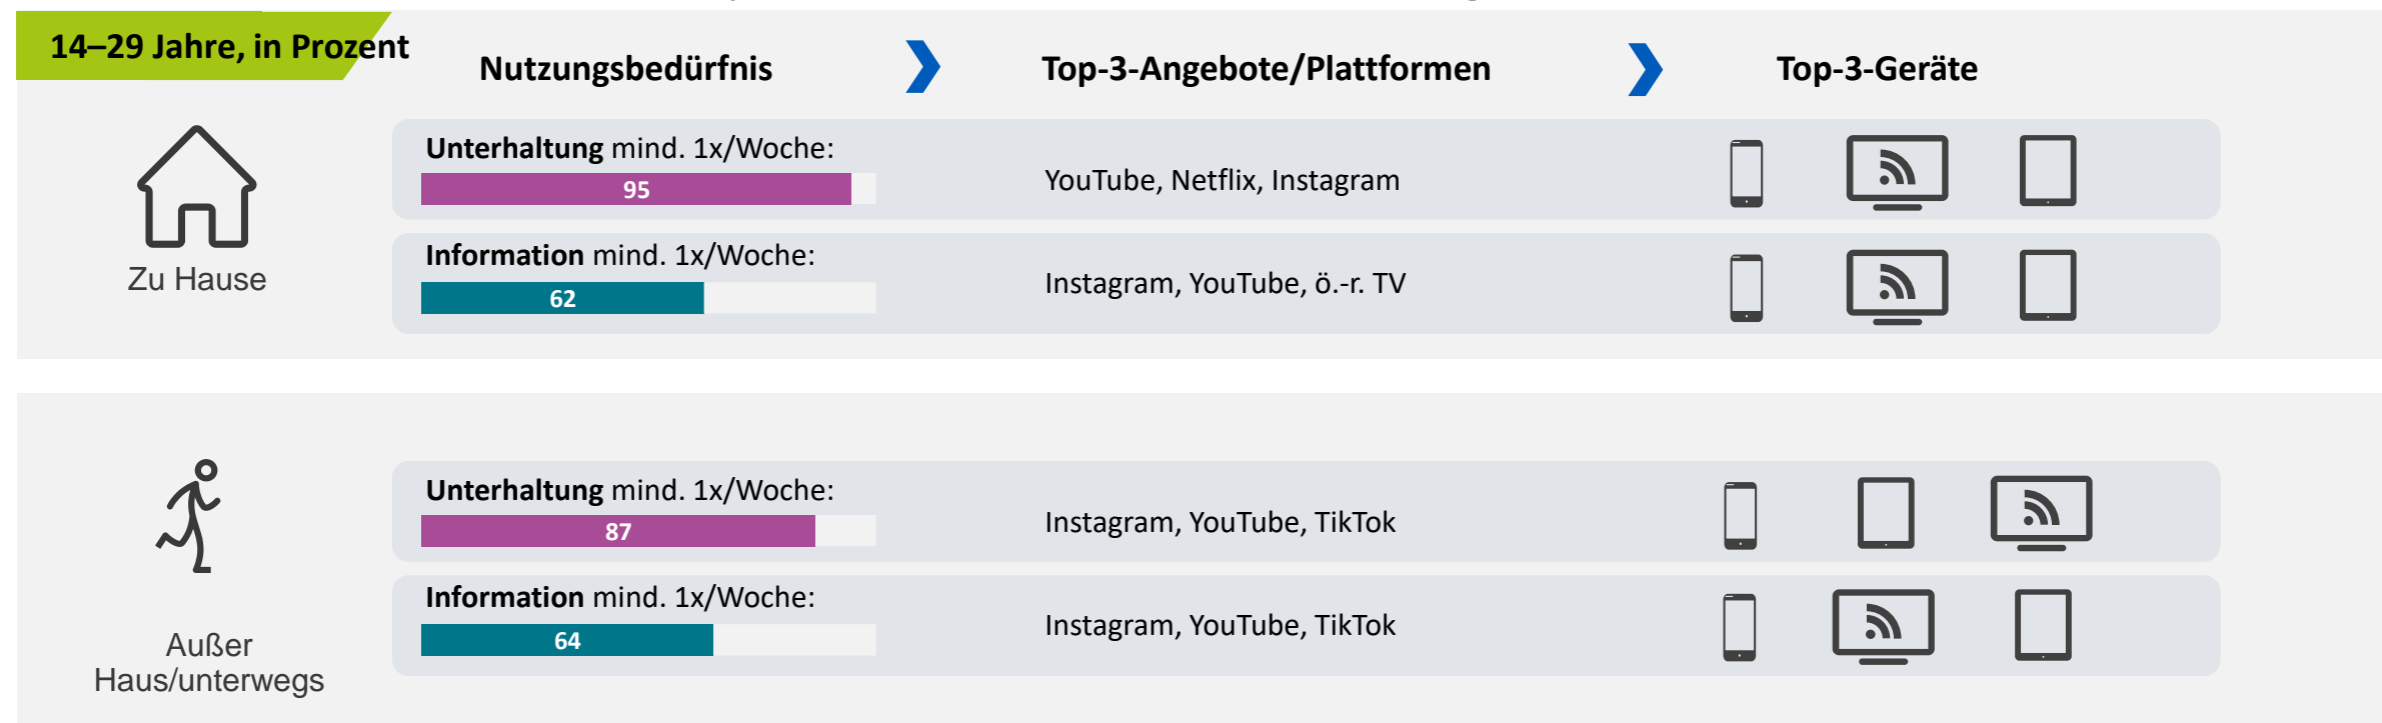 14–29 Jahre, in Prozent
Nutzungsbedürfnis
Top-3-Angebote/Plattformen
Top-3-Geräte
Unterhaltung mind. 1x/Woche:
95
YouTube, Netflix, Instagram
Information mind. 1x/Woche:
62
Instagram, YouTube, ö.-r. TV
Zu Hause
Unterhaltung mind. 1x/Woche:
87
Instagram, YouTube, TikTok
Information mind. 1x/Woche:
64
Instagram, YouTube, TikTok
Außer
Haus/unterwegs